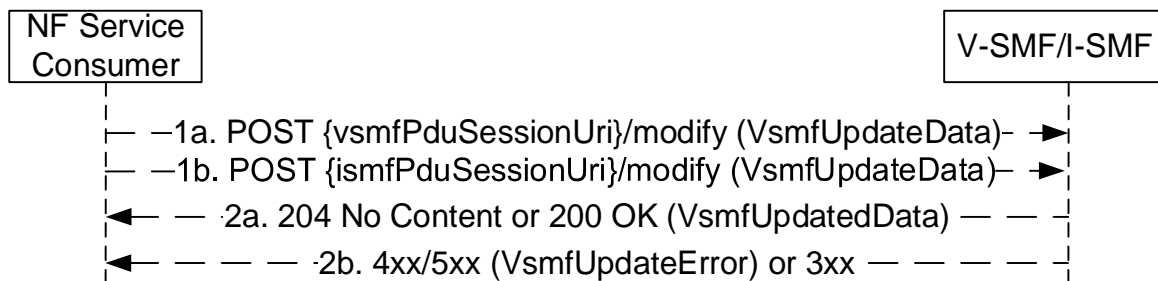 NF Service
Consumer
V-SMF/I-SMF
1a. POST {vsmfPduSessionUri}/modify (VsmfUpdateData)
1b. POST {ismfPduSessionUri}/modify (VsmfUpdateData)
2a. 204 No Content or 200 OK (VsmfUpdatedData)
2b. 4xx/5xx (VsmfUpdateError) or 3xx